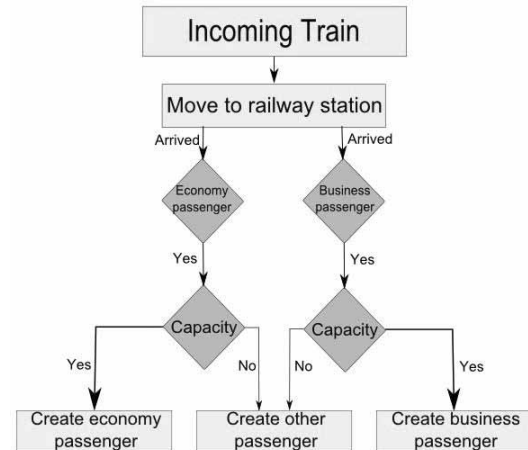 Incoming Train
Move to railway station
Arrived
Arrived
Economy
passenger
Business
passenger
Yes
Yes
Capacity
Capacity
Yes
No
No
Yes
Create economy
passenger
Create other
passenger
Create business
passenger